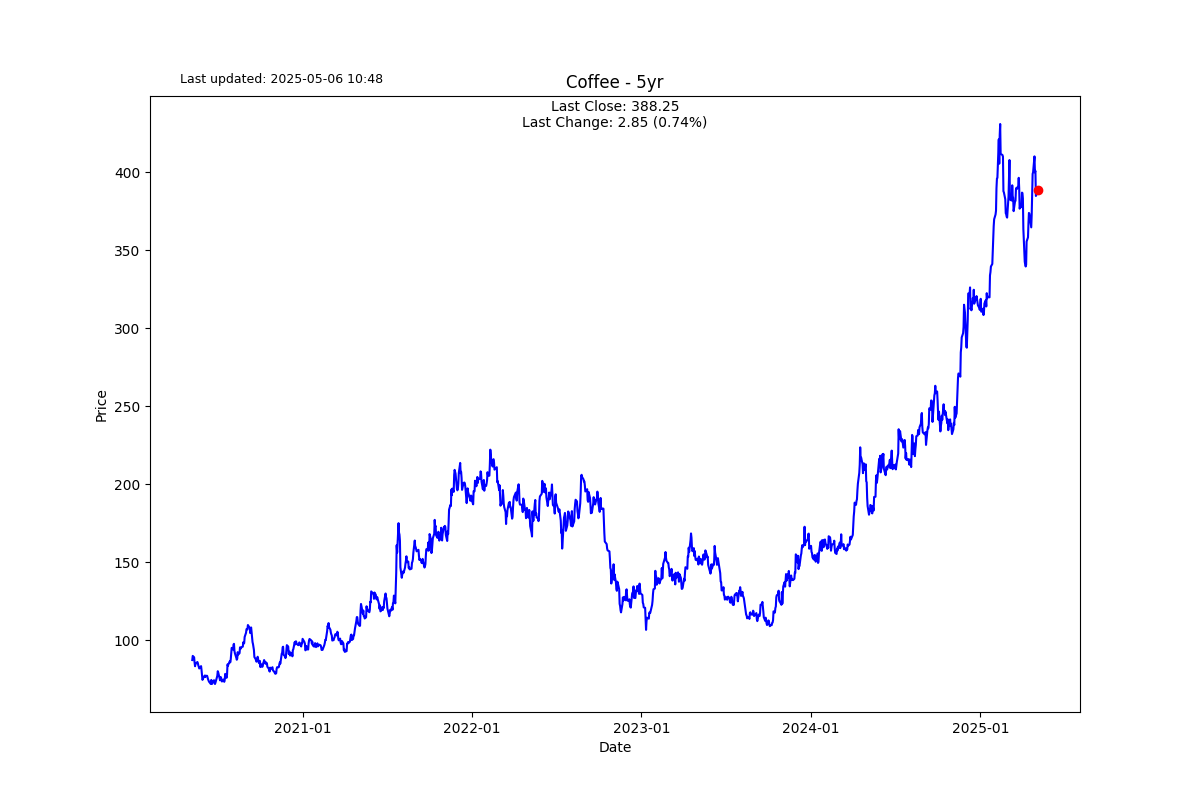 Last updated: 2025-05-06 10:48
Coffee - 5yr
Last Close: 388.25
Last Change: 2.85 (0.74%)
Price
400
350
300
250
200
150
100
2021-01
2022-01
2023-01
2024-01
2025-01
Date